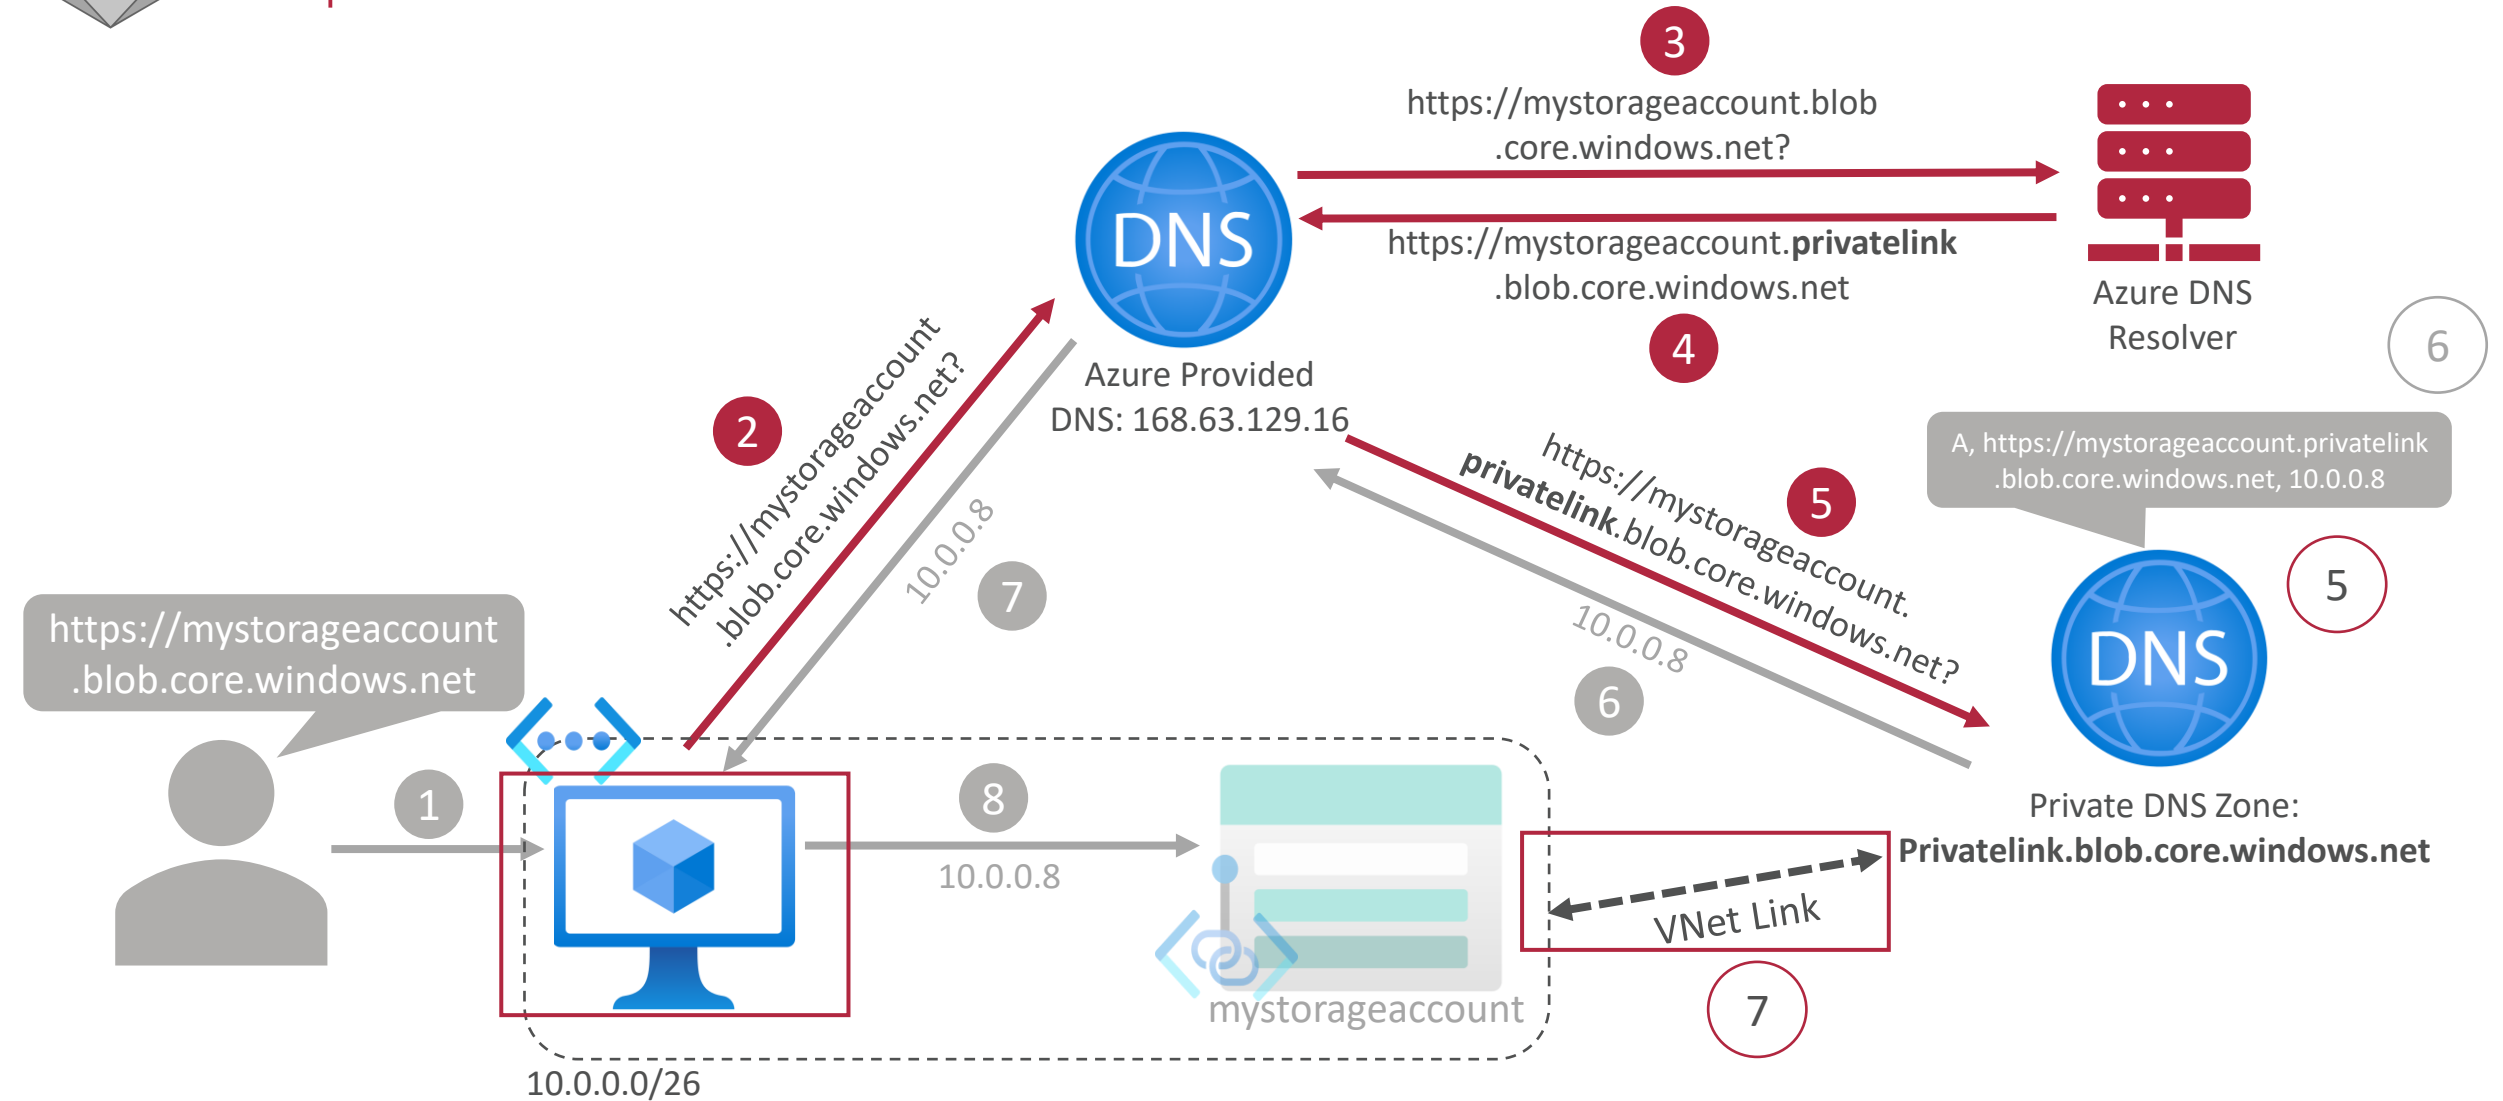 3
https://mystorageaccount.blob
.core.windows.net?
https://mystorageaccount.privatelink
.blob.core.windows.net
4
DNS
Azure Provided
DNS: 168.63.129.16
Azure DNS
Resolver
6
2
https://mystorageaccount
.blob.core.windows.net?
10.0.0.8
7
https://mystorageaccount.
privatelink.blob.core.windows.net?
5
10.0.0.8
6
A, https://mystorageaccount.privatelink
.blob.core.windows.net, 10.0.0.8
5
DNS
Private DNS Zone:
Privatelink.blob.core.windows.net
https://mystorageaccount
.blob.core.windows.net
1
8
10.0.0.8
mystorageaccount
VNet Link
7
10.0.0.0/26